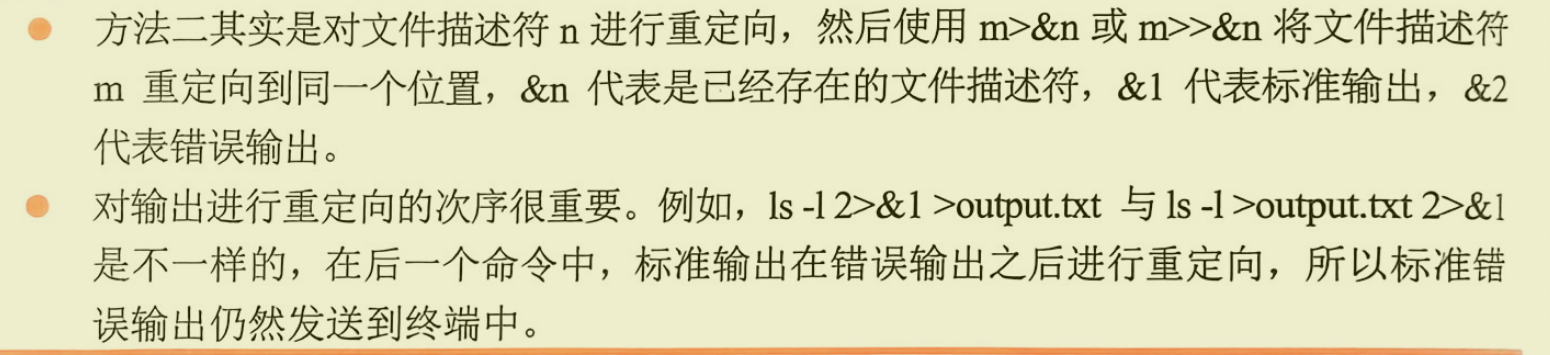 方法二其实是对文件描述符 n 进行重定向，然后使用 m>&n 或 m>>&n 将文件描述符
m 重定向到同一个位置，&n 代表是已经存在的文件描述符，&1 代表标准输出，&2
代表错误输出。
对输出进行重定向的次序很重要。例如，ls -l 2>&1 >output.txt 与 ls -l >output.txt 2>&1
是不一样的，在后一个命令中，标准输出在错误输出之后进行重定向，所以标准错
误输出仍然发送到终端中。